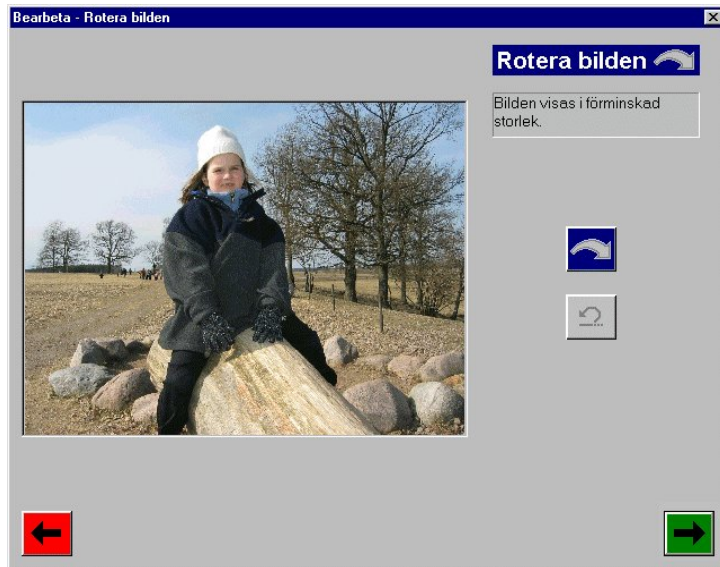 Bearbeta - Rotera bilden
Rotera bilden
Bilden visas i förminskad
storlek.